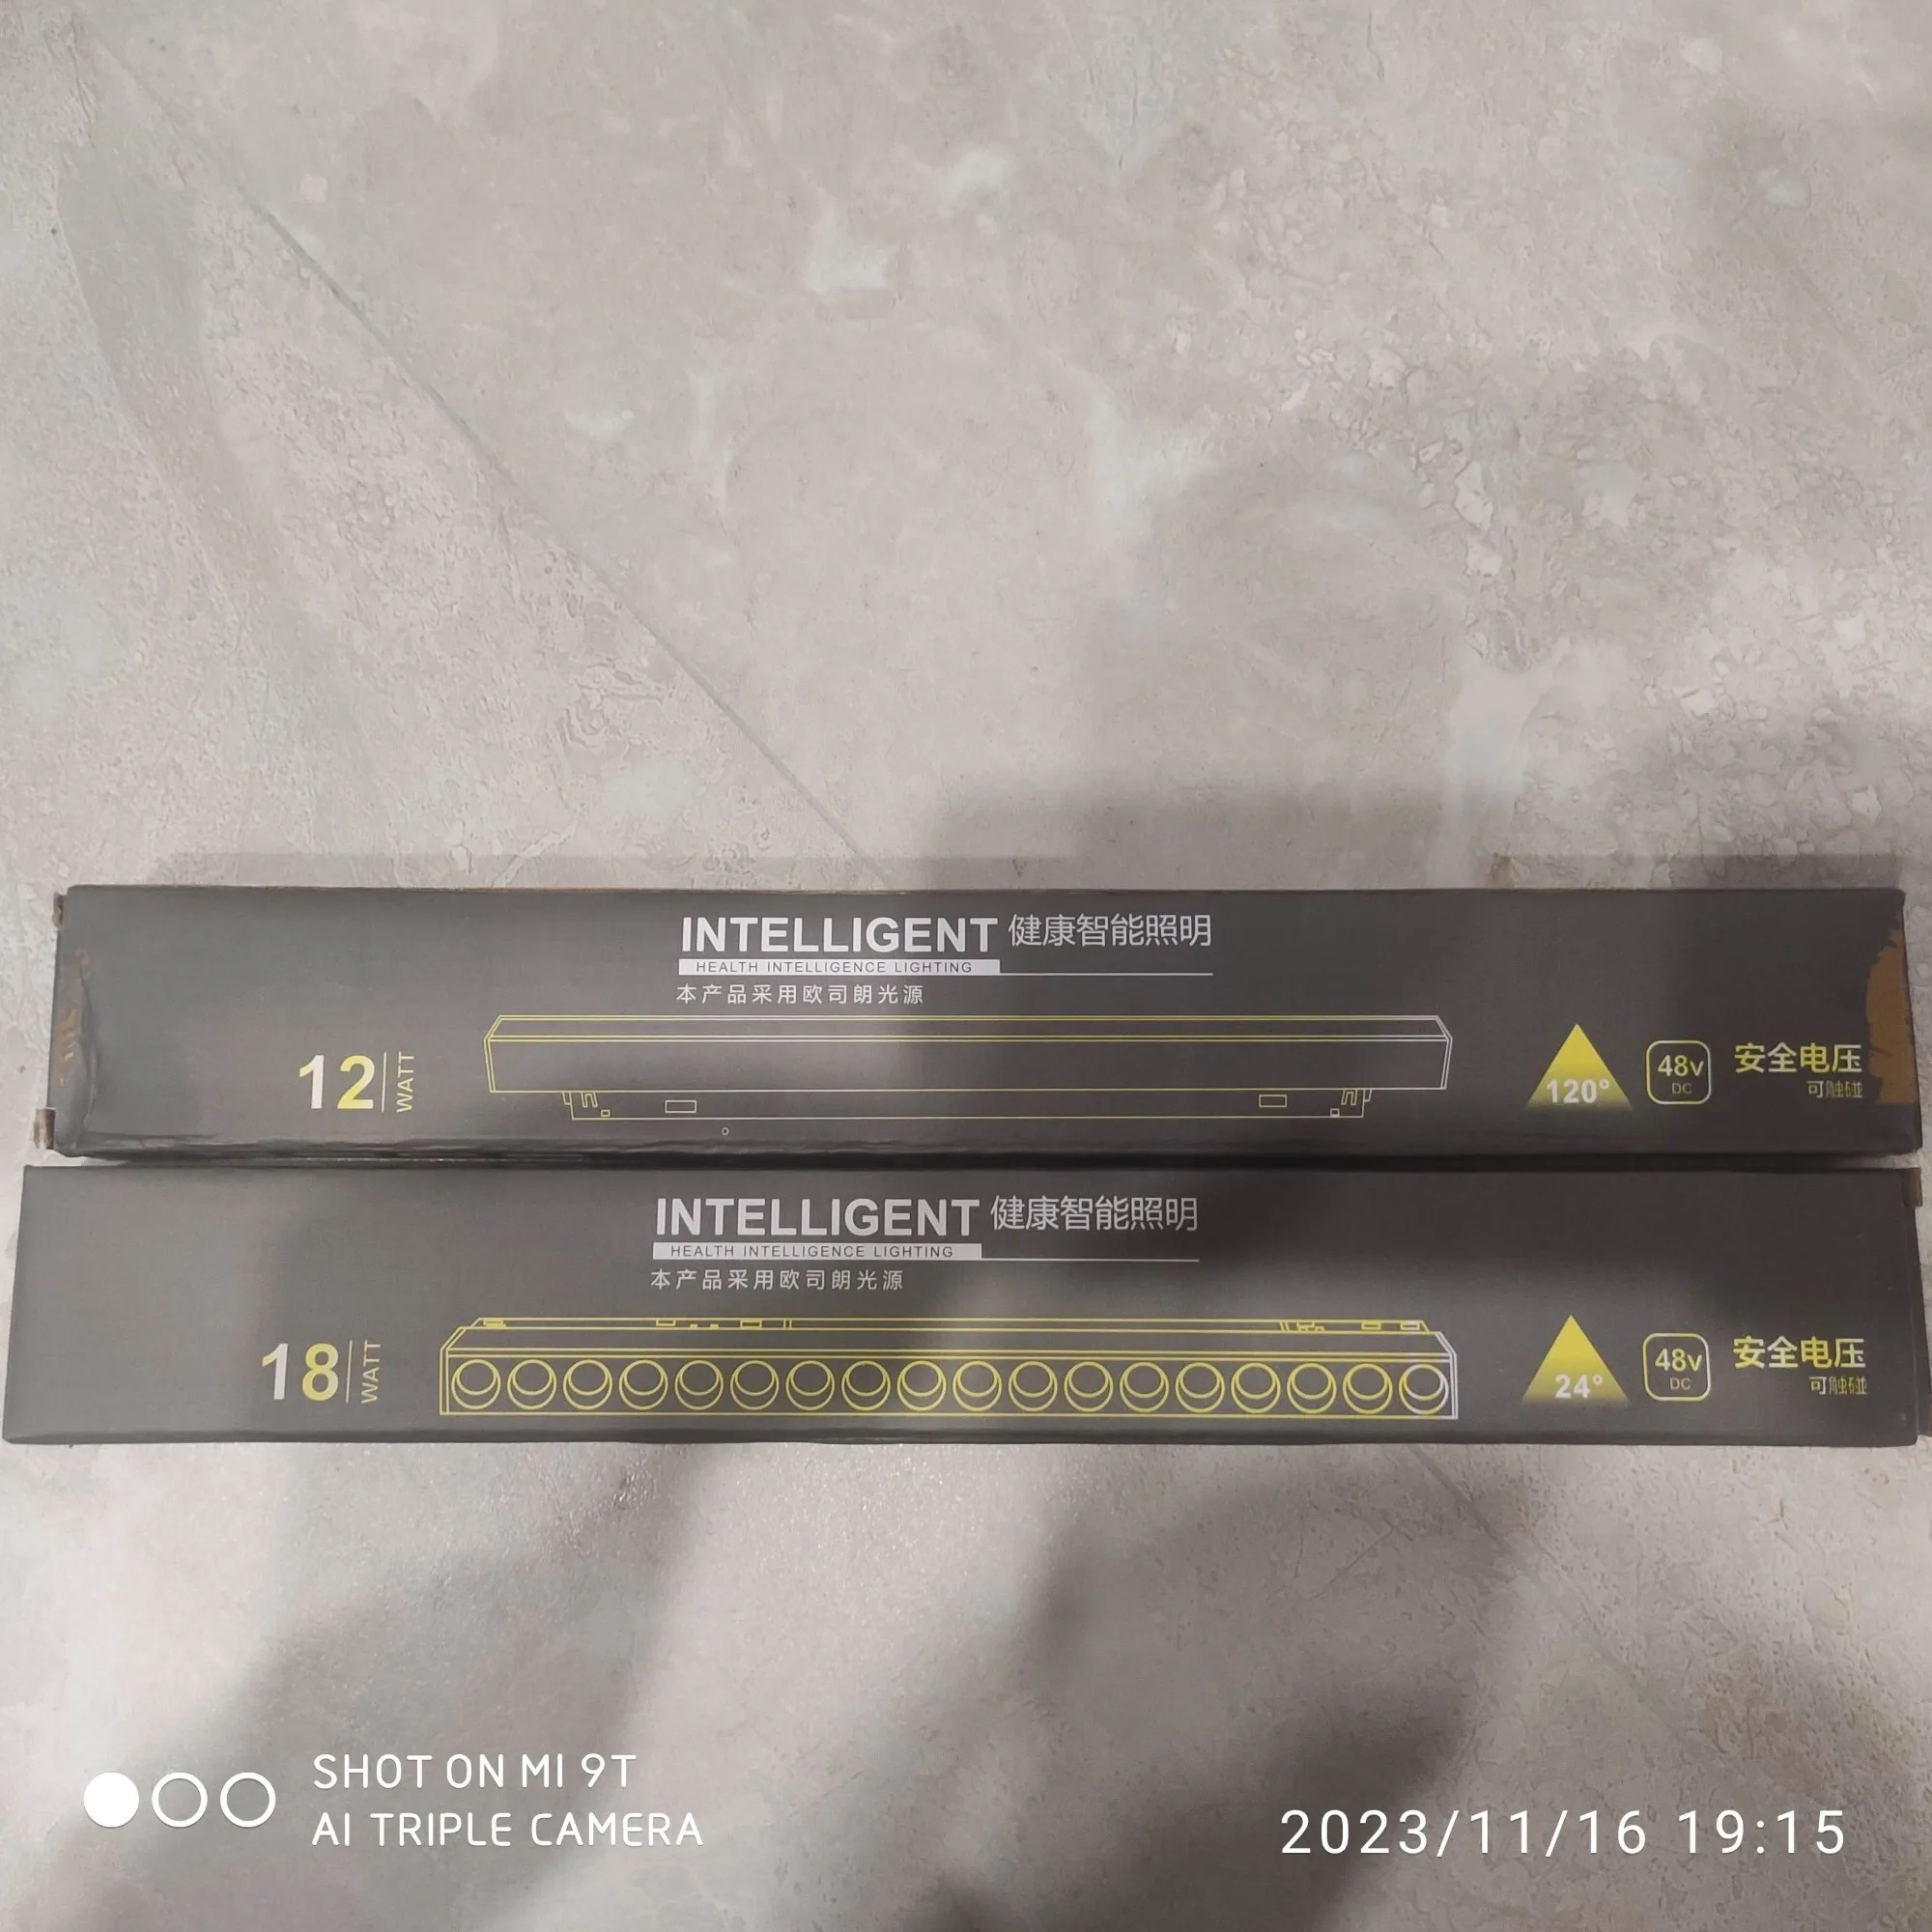 INTELLIGENT 健康智能照明
HEALTH INTELLIGENCE LIGHTING
本产品采用欧司朗光源
12 WATT
120°
48v
DC
安全电压
可触碰
INTELLIGENT 健康智能照明
HEALTH INTELLIGENCE LIGHTING
本产品采用欧司朗光源
18 WATT
24°
48v
DC
安全电压
可触碰
SHOT ON MI 9T
AI TRIPLE CAMERA
2023/11/16 19:15